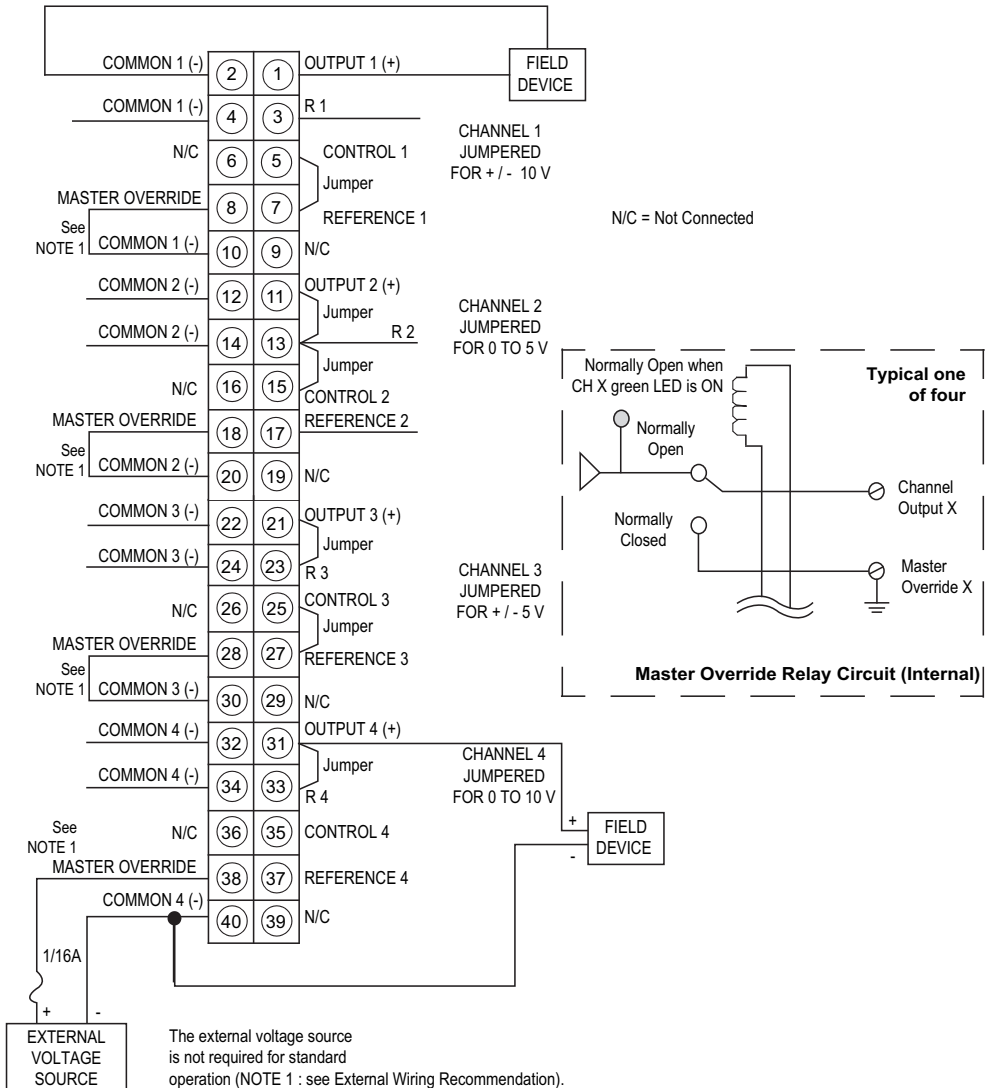 COMMON 1 (-) 2 1 OUTPUT 1 (+)
FIELD
DEVICE
COMMON 1 (-) 4 3 R 1
CHANNEL 1
JUMPERED
FOR + / - 10 V
N/C 6 5 CONTROL 1
Jumper
MASTER OVERRIDE 8 7 REFERENCE 1
See
NOTE 1
COMMON 1 (-) 10 9 N/C
N/C = Not Connected
COMMON 2 (-) 12 11 OUTPUT 2 (+)
Jumper
COMMON 2 (-) 14 13 R 2
CHANNEL 2
JUMPERED
FOR 0 TO 5 V
Jumper
N/C 16 15 CONTROL 2
MASTER OVERRIDE 18 17 REFERENCE 2
See
NOTE 1
COMMON 2 (-) 20 19 N/C
COMMON 3 (-) 22 21 OUTPUT 3 (+)
Jumper
COMMON 3 (-) 24 23 R 3
CHANNEL 3
JUMPERED
FOR + / - 5 V
N/C 26 25 CONTROL 3
Jumper
MASTER OVERRIDE 28 27 REFERENCE 3
See
NOTE 1
COMMON 3 (-) 30 29 N/C
COMMON 4 (-) 32 31 OUTPUT 4 (+)
Jumper
COMMON 4 (-) 34 33 R 4
CHANNEL 4
JUMPERED
FOR 0 TO 10 V
+ FIELD
- DEVICE
See
NOTE 1
N/C 36 35 CONTROL 4
MASTER OVERRIDE 38 37 REFERENCE 4
COMMON 4 (-) 40 39 N/C
1/16A
+ -
EXTERNAL
VOLTAGE
SOURCE
The external voltage source
is not required for standard
operation (NOTE 1 : see External Wiring Recommendation).
Normally Open when
CH X green LED is ON
Typical one
of four
Normally
Open
Channel
Output X
Normally
Closed
Master
Override X
Master Override Relay Circuit (Internal)